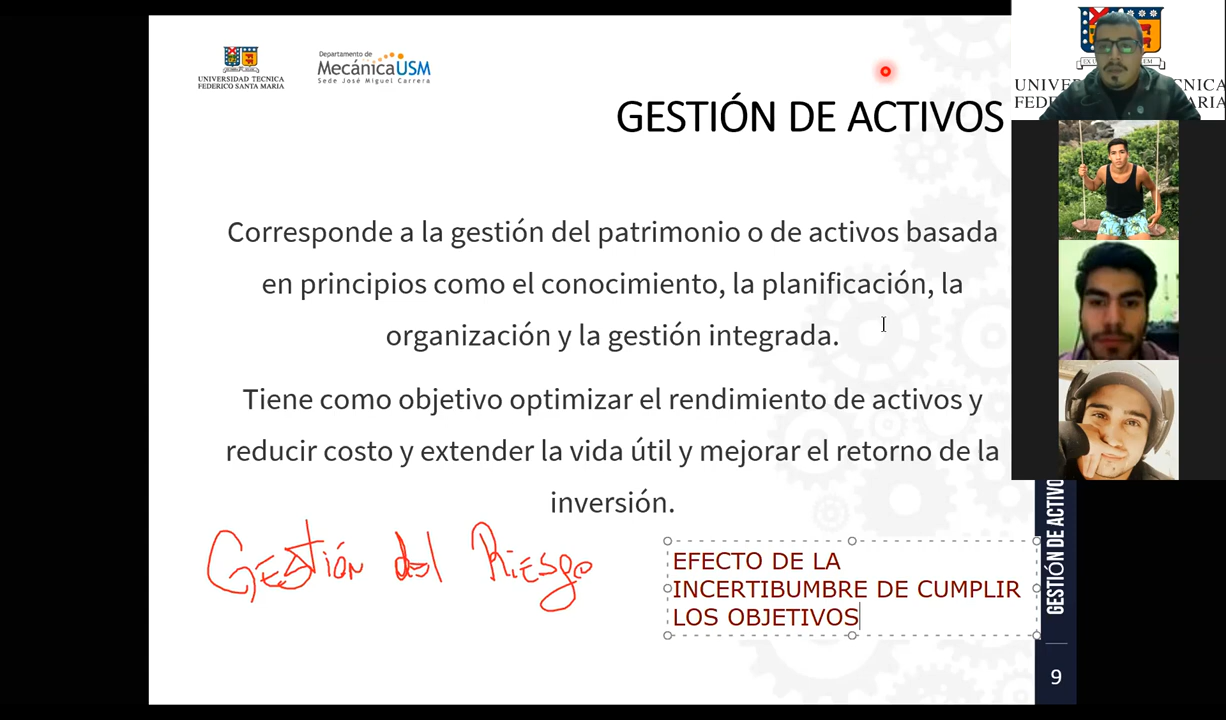 UNIVERSIDAD TECNICA
FEDERICO SANTA MARIA
Departamento de
MecánicaUSM
Sede José Miguel Carrera
GESTIÓN DE ACTIVOS
Corresponde a la gestión del patrimonio o de activos basada
en principios como el conocimiento, la planificación, la
organización y la gestión integrada.
Tiene como objetivo optimizar el rendimiento de activos y
reducir costo y extender la vida útil y mejorar el retorno de la
inversión.
Gestión del Riesgo
EFECTO DE LA
INCERTIBUMBRE DE CUMPLIR
LOS OBJETIVOS
GESTIÓN DE ACTIVO
9